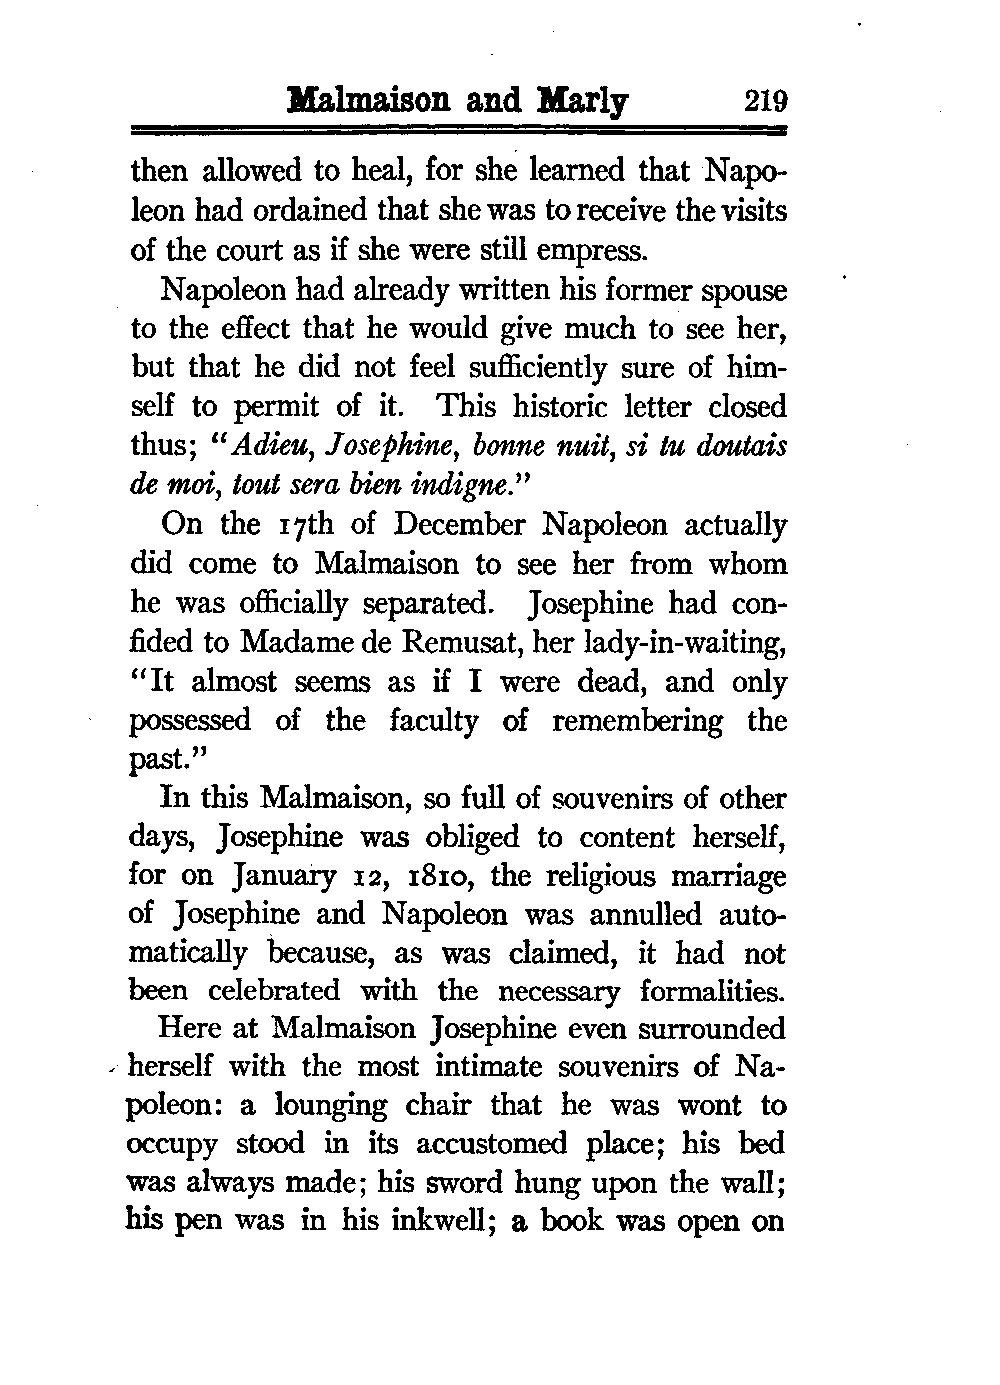 Malmaison and Marly 219
then allowed to heal, for she learned that Napo-
leon had ordained that she was to receive the visits
of the court as if she were still empress.
Napoleon had already written his former spouse
to the effect that he would give much to see her,
but that he did not feel sufficiently sure of him-
self to permit of it. This historic letter closed
thus; "Adieu, Josephine, bonne nuit, si tu doutais
de moi, tout sera bien indigne."
On the 17th of December Napoleon actually
did come to Malmaison to see her from whom
he was officially separated. Josephine had con-
fided to Madame de Remusat, her lady-in-waiting,
"It almost seems as if I were dead, and only
possessed of the faculty of remembering the
past."
In this Malmaison, so full of souvenirs of other
days, Josephine was obliged to content herself,
for on January 12, 1810, the religious marriage
of Josephine and Napoleon was annulled auto-
matically because, as was claimed, it had not
been celebrated with the necessary formalities.
Here at Malmaison Josephine even surrounded
herself with the most intimate souvenirs of Na-
poleon: a lounging chair that he was wont to
occupy stood in its accustomed place; his bed
was always made; his sword hung upon the wall;
his pen was in his inkwell; a book was open on